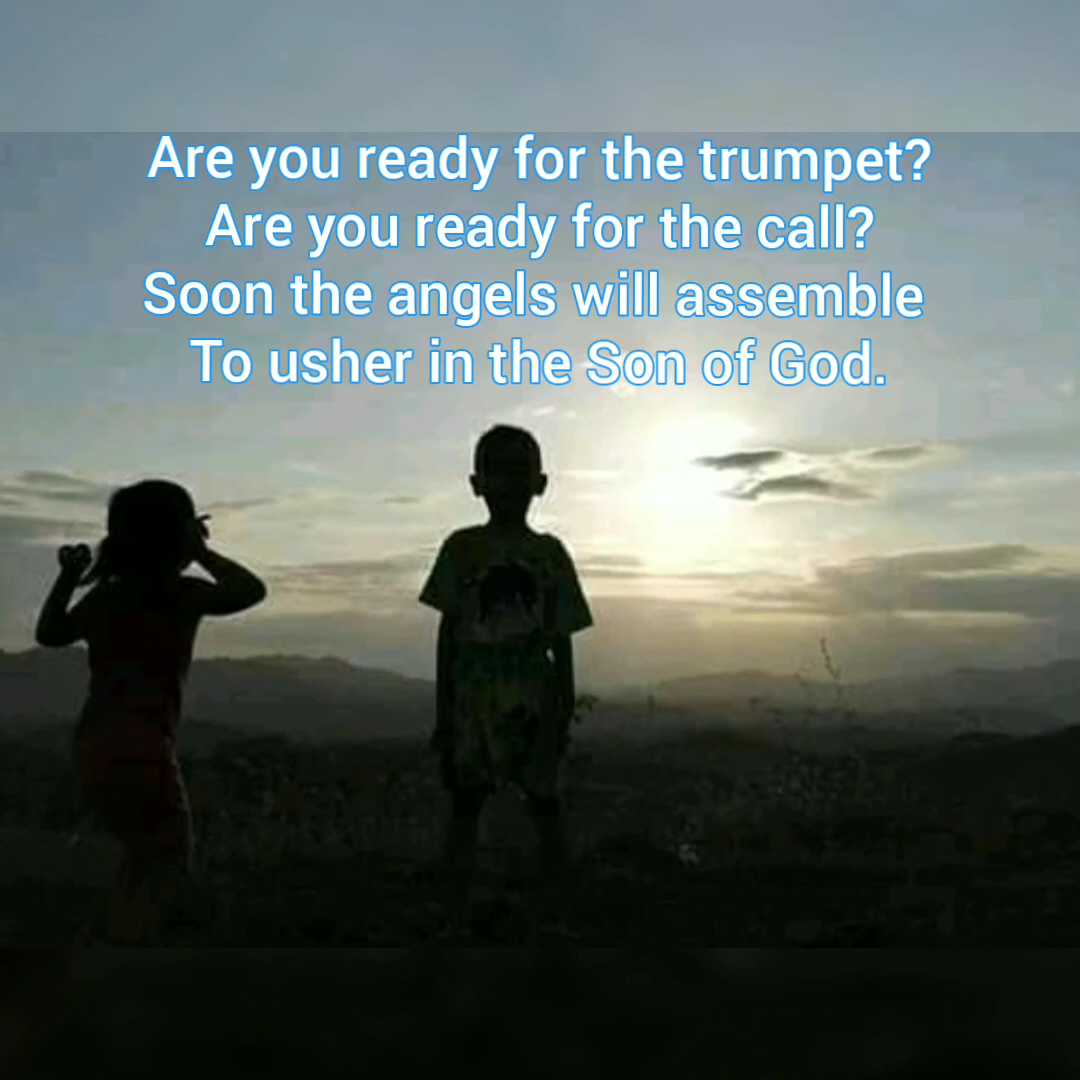 Are you ready for the trumpet?
Are you ready for the call?
Soon the angels will assemble
To usher in the Son of God.